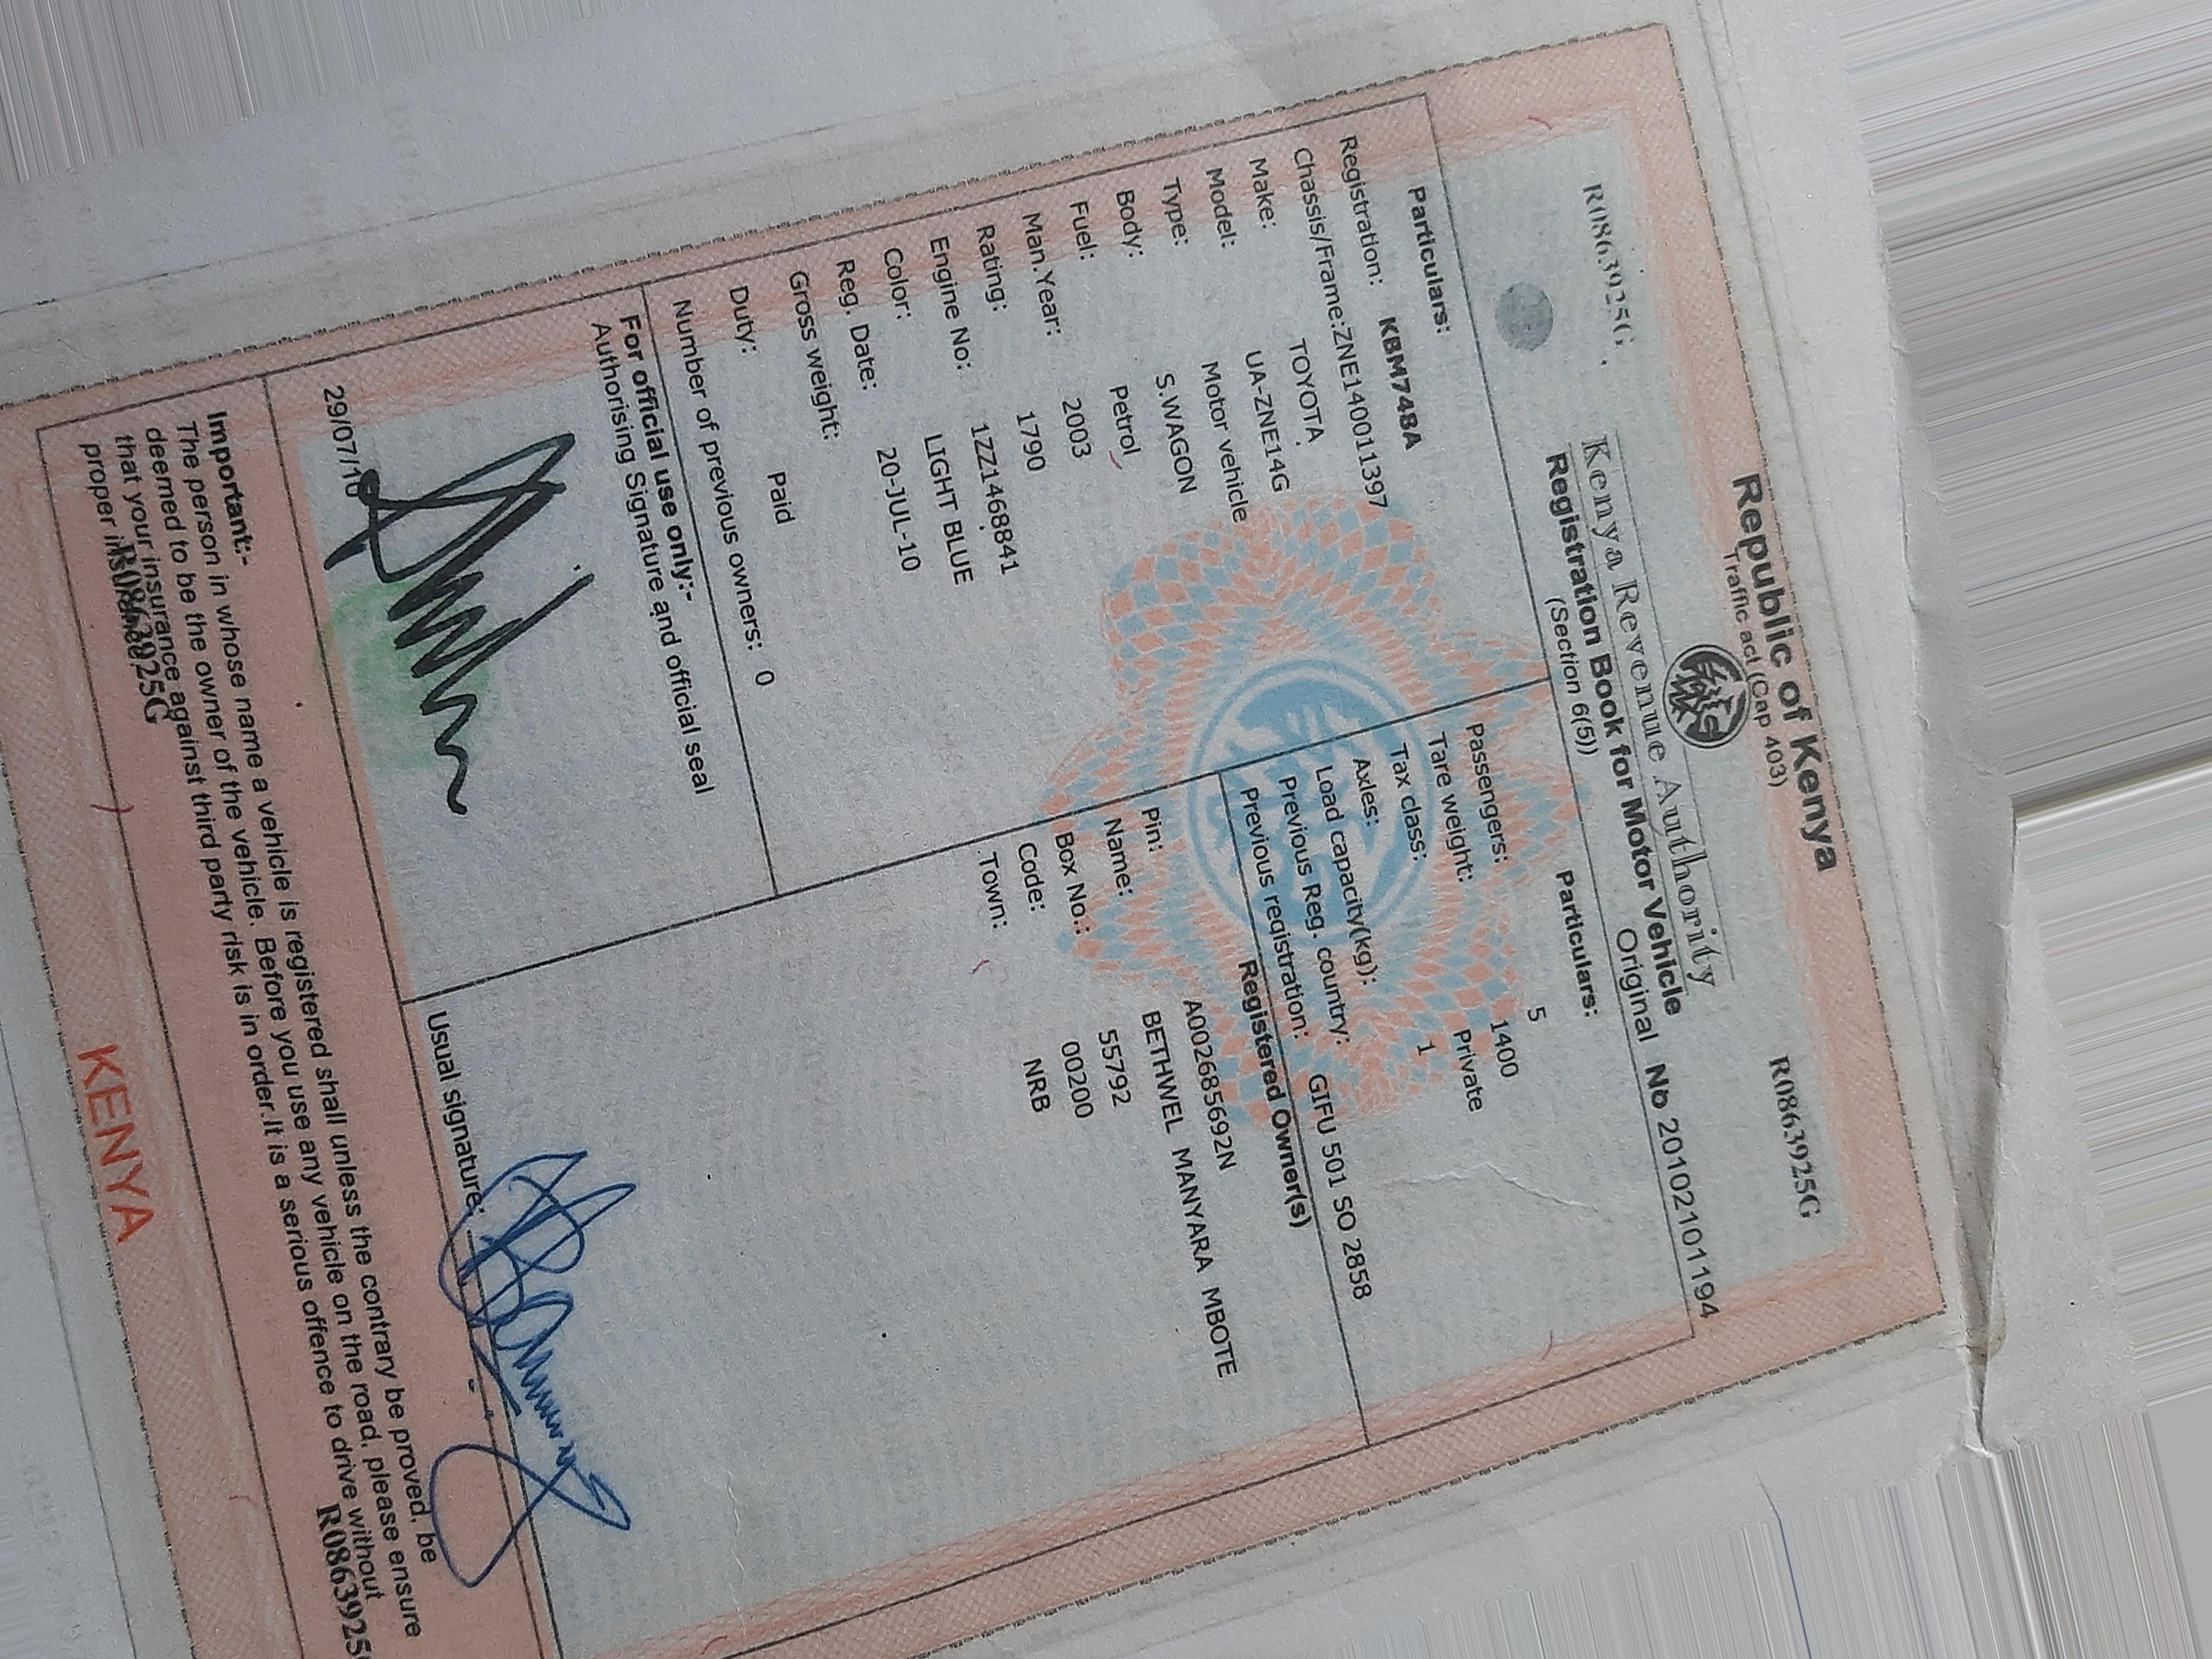 Republic of Kenya
Traffic act (Cap 403)
R0863925G
R0863925G
Kenya Revenue Authority
Registration Book for Motor Vehicle
(Section 6(5))
Original No 2010210101194
Particulars:
Registration: KBM748A
Chassis/Frame:ZNE140011397
Make: TOYOTA
Model: UA-ZNE14G
Type: Motor vehicle
Body: S.WAGON
Fuel: Petrol
Man.Year: 2003
Rating: 1790
Engine No: 1ZZ1468841
Color: LIGHT BLUE
Reg. Date: 20-JUL-10
Gross weight:
Duty: Paid
Number of previous owners: 0
Particulars:
Passengers: 5
Tare weight: 1400
Tax class: Private
Axles: 1
Load capacity(kg):
Previous Reg. country:
Previous registration: GIFU 501 SO 2858
Registered Owner(s)
Pin: A002685692N
Name: BETHWEL MANYARA MBOTE
Box No.: 55792
Code: 00200
Town: NRB
For official use only:-
Authorising Signature and official seal
29/07/10
Usual signature:
Important:-
The person in whose name a vehicle is registered shall unless the contrary be proved, be
deemed to be the owner of the vehicle. Before you use any vehicle on the road, please ensure
that your insurance against third party risk is in order.It is a serious offence to drive without
proper
R0863925G
R0863925
KENYA